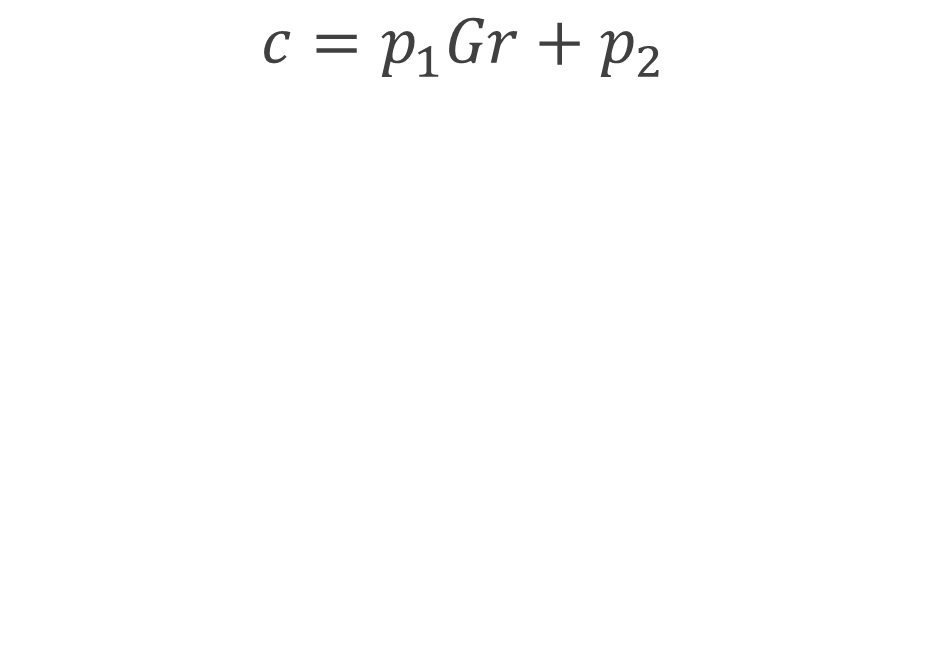 c = p₁Gr + p₂